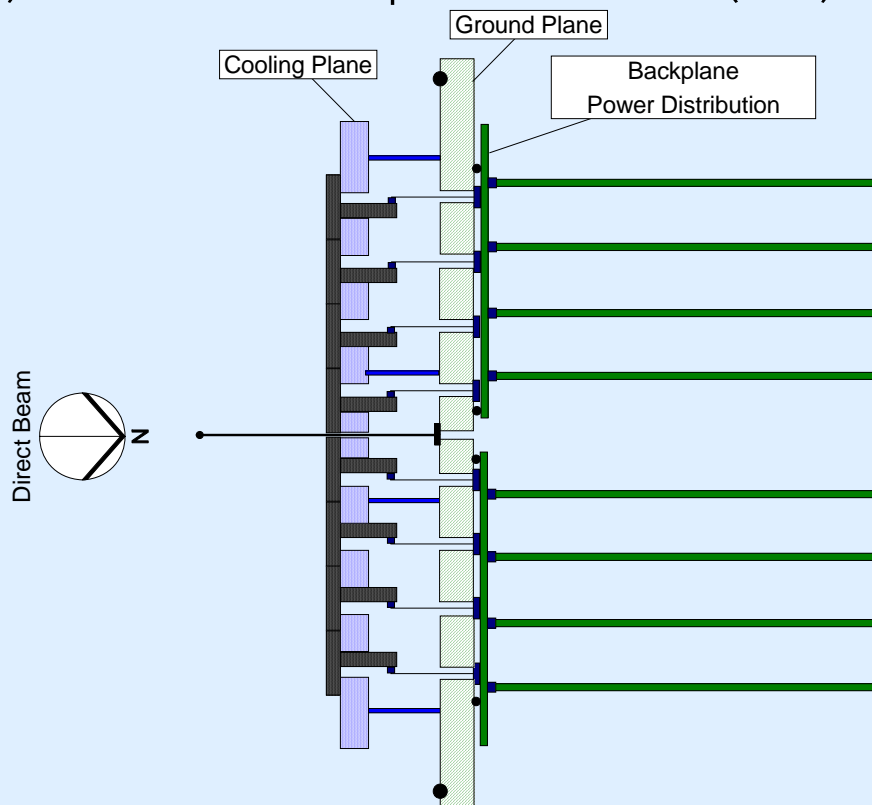 Ground Plane
Cooling Plane
Backplane
Power Distribution
Direct Beam
N